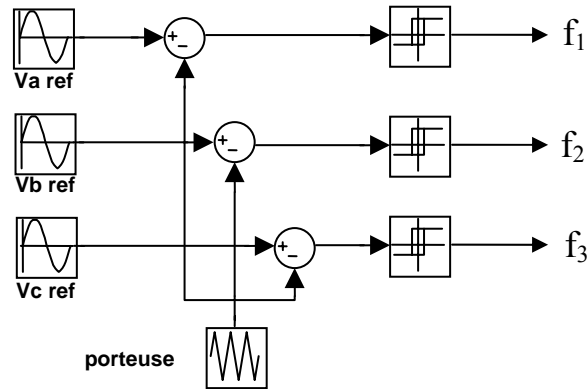 +
-
f1
Va ref
+
-
f2
Vb ref
+
-
f3
Vc ref
porteuse